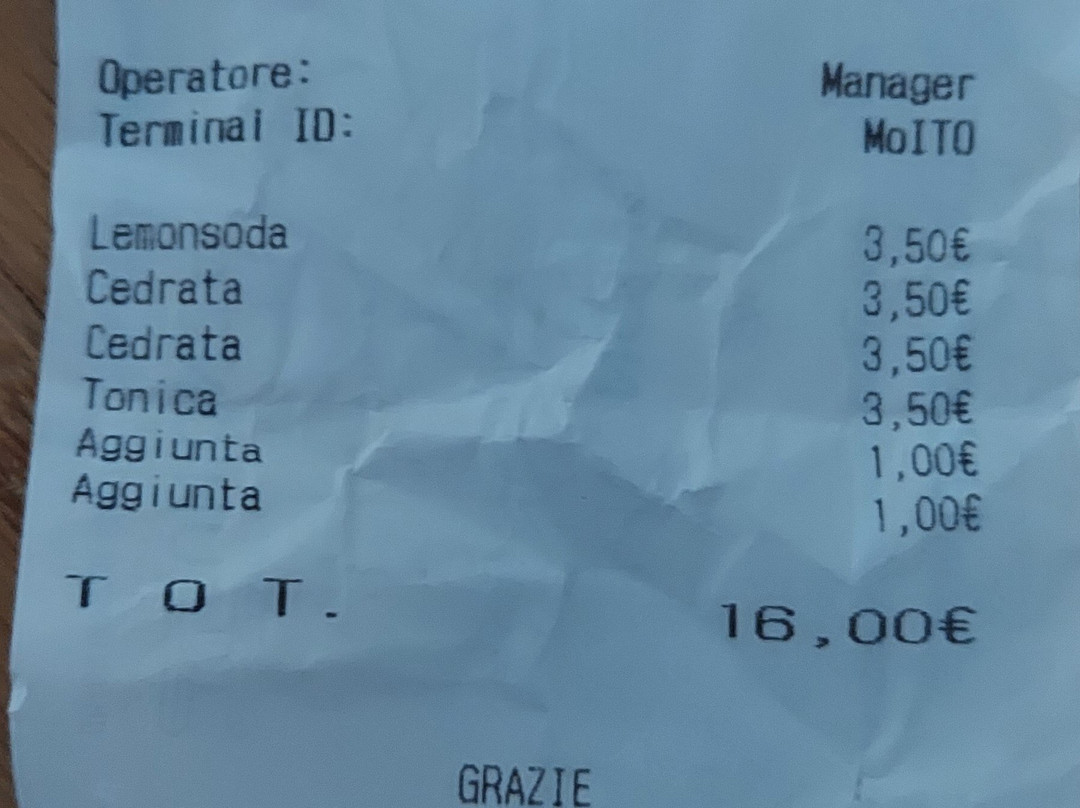 Operatore: Manager
Terminal ID: MoITO
Lemonsoda 3,50€
Cedrata 3,50€
Cedrata 3,50€
Tonica 3,50€
Aggiunta 1,00€
Aggiunta 1,00€
T O T. 16,00€
GRAZIE